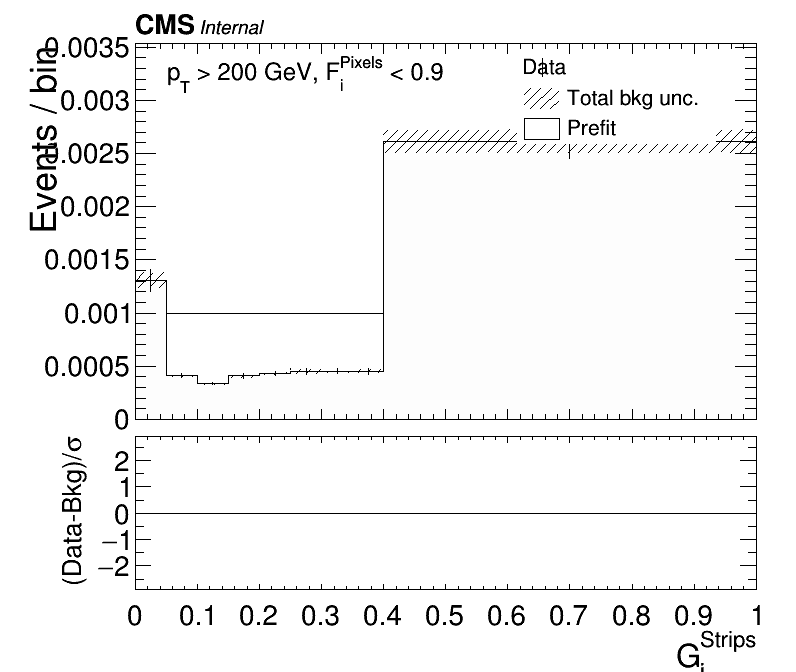 CMS Internal
0.0035
p_T > 200 GeV, F_i^Pixels < 0.9
Data
Total bkg unc.
Prefit
Events / bin
0.003
0.0025
0.002
0.0015
0.001
0.0005
0
(Data-Bkg)/σ
2
1
0
−1
−2
0 0.1 0.2 0.3 0.4 0.5 0.6 0.7 0.8 0.9 1
G_i^Strips